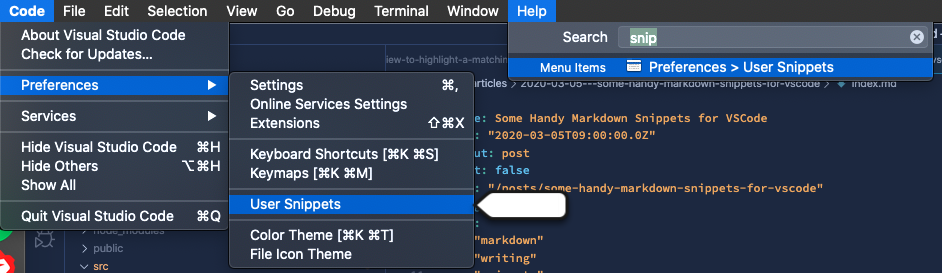 Code File Edit Selection View Go Debug Terminal Window Help
About Visual Studio Code
Check for Updates...
Preferences
Services
Hide Visual Studio Code ⌘H
Hide Others ⌥⌘H
Show All
Quit Visual Studio Code ⌘Q
Settings ⌘,
Online Services Settings
Extensions ⇧⌘X
Keyboard Shortcuts [⌘K ⌘S]
Keymaps [⌘K ⌘M]
User Snippets
Color Theme [⌘K ⌘T]
File Icon Theme
Search snip
Menu Items Preferences > User Snippets
iew-to-highlight-a-matchin
articles > 2020-03-05---some-handy-markdown-snippets-for-vscode > index.md
e: Some Handy Markdown Snippets for VSCode
: "2020-03-05T09:00:00.0Z"
ut: post
t: false
: "/posts/some-handy-markdown-snippets-for-vscode"
"markdown"
"writing"
node_modules
> public
src